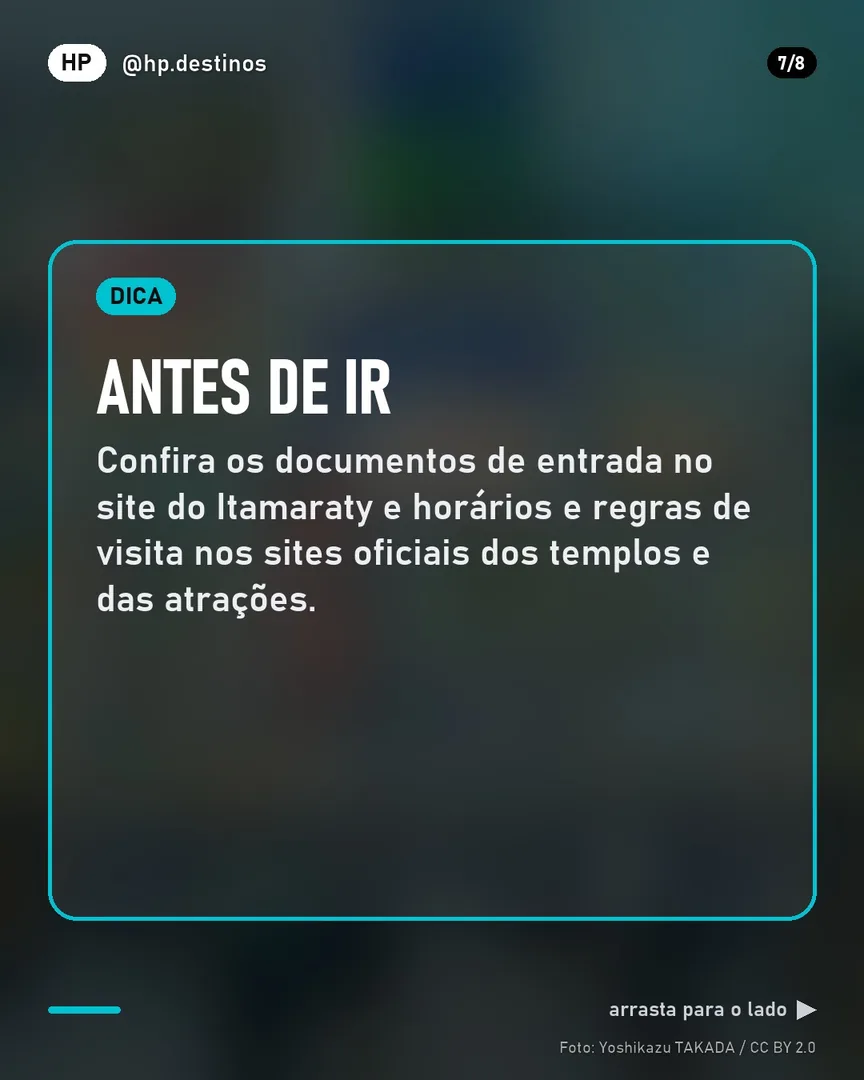 HP @hp.destinos
7/8
DICA
ANTES DE IR
Confira os documentos de entrada no
site do Itamaraty e horários e regras de
visita nos sites oficiais dos templos e
das atrações.
arrasta para o lado ▶
Foto: Yoshikazu TAKADA / CC BY 2.0